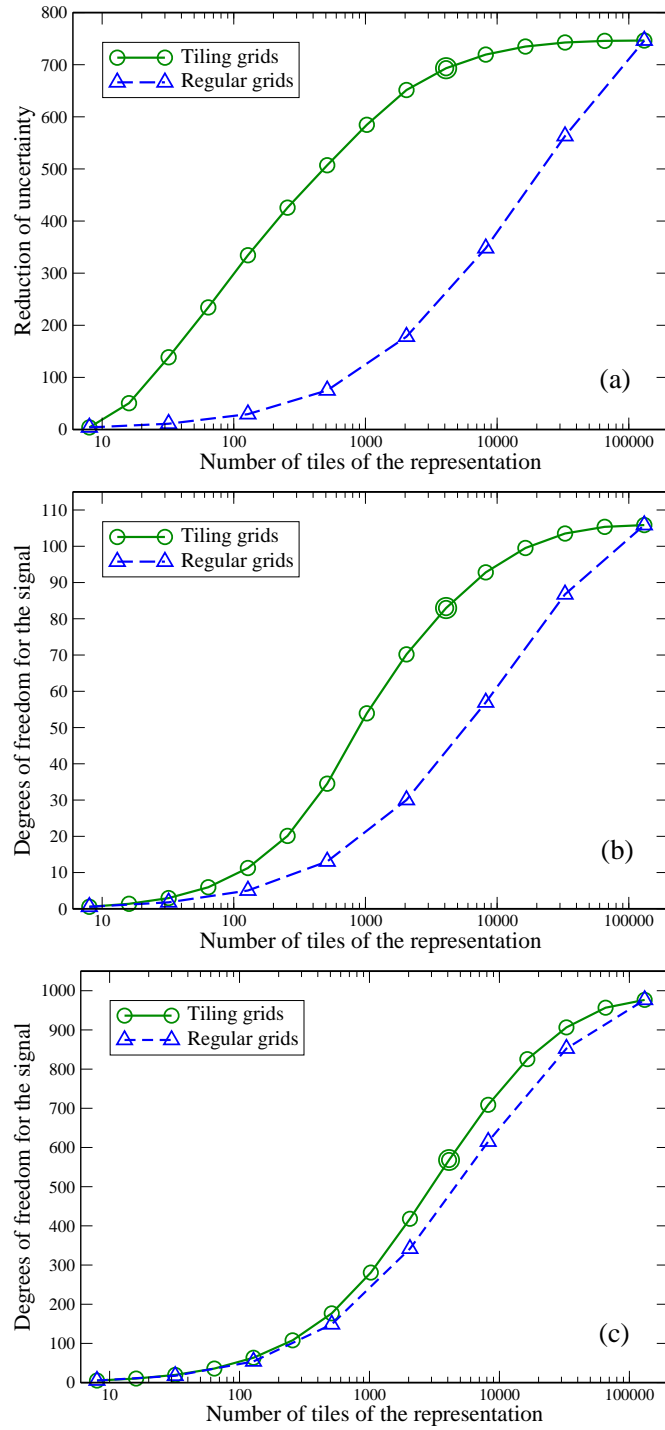 800
700
600
500
400
300
200
100
0
Reduction of uncertainty
Tiling grids
Regular grids
(a)
10 100 1000 10000 100000
Number of tiles of the representation
110
100
90
80
70
60
50
40
30
20
10
0
Degrees of freedom for the signal
Tiling grids
Regular grids
(b)
10 100 1000 10000 100000
Number of tiles of the representation
1000
900
800
700
600
500
400
300
200
100
0
Degrees of freedom for the signal
Tiling grids
Regular grids
(c)
10 100 1000 10000 100000
Number of tiles of the representation